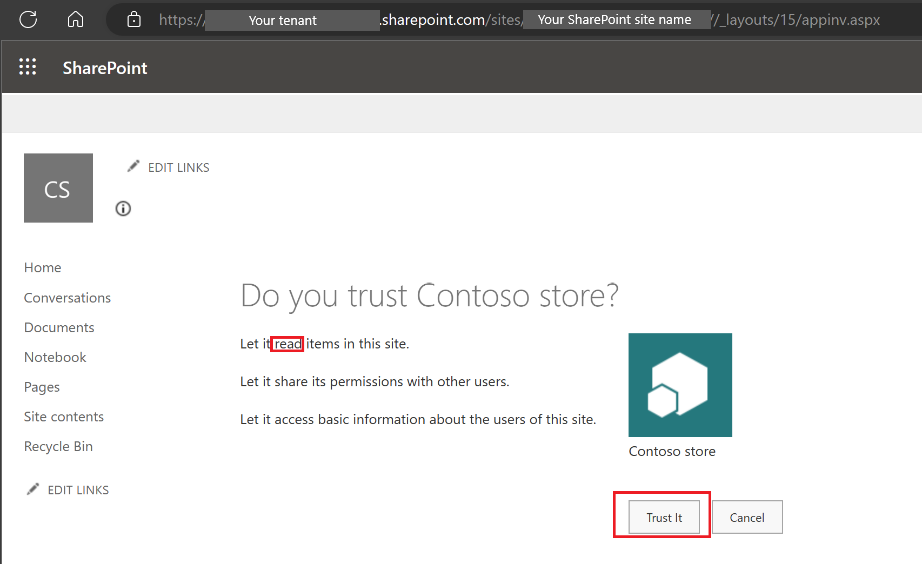 https:// Your tenant .sharepoint.com/sites/ Your SharePoint site name //_layouts/15/appinv.aspx
SharePoint
CS
EDIT LINKS
Home
Conversations
Documents
Notebook
Pages
Site contents
Recycle Bin
EDIT LINKS
Do you trust Contoso store?
Let it read items in this site.
Let it share its permissions with other users.
Let it access basic information about the users of this site.
Contoso store
Trust It
Cancel